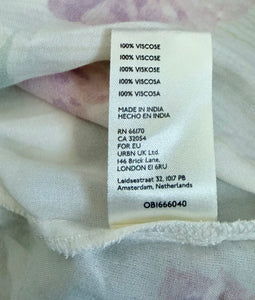 100% VISCOSE
100% VISCOSE
100% VISKOSE
100% VISCOSA
100% VISCOSA
MADE IN INDIA
HECHO EN INDIA
RN 66170
CA 32054
FOR EU
URBN UK Ltd.
146 Brick Lane,
LONDON E1 6RU
Leidsestraat 32, 1017 PB
Amsterdam, Netherlands
OB1666040